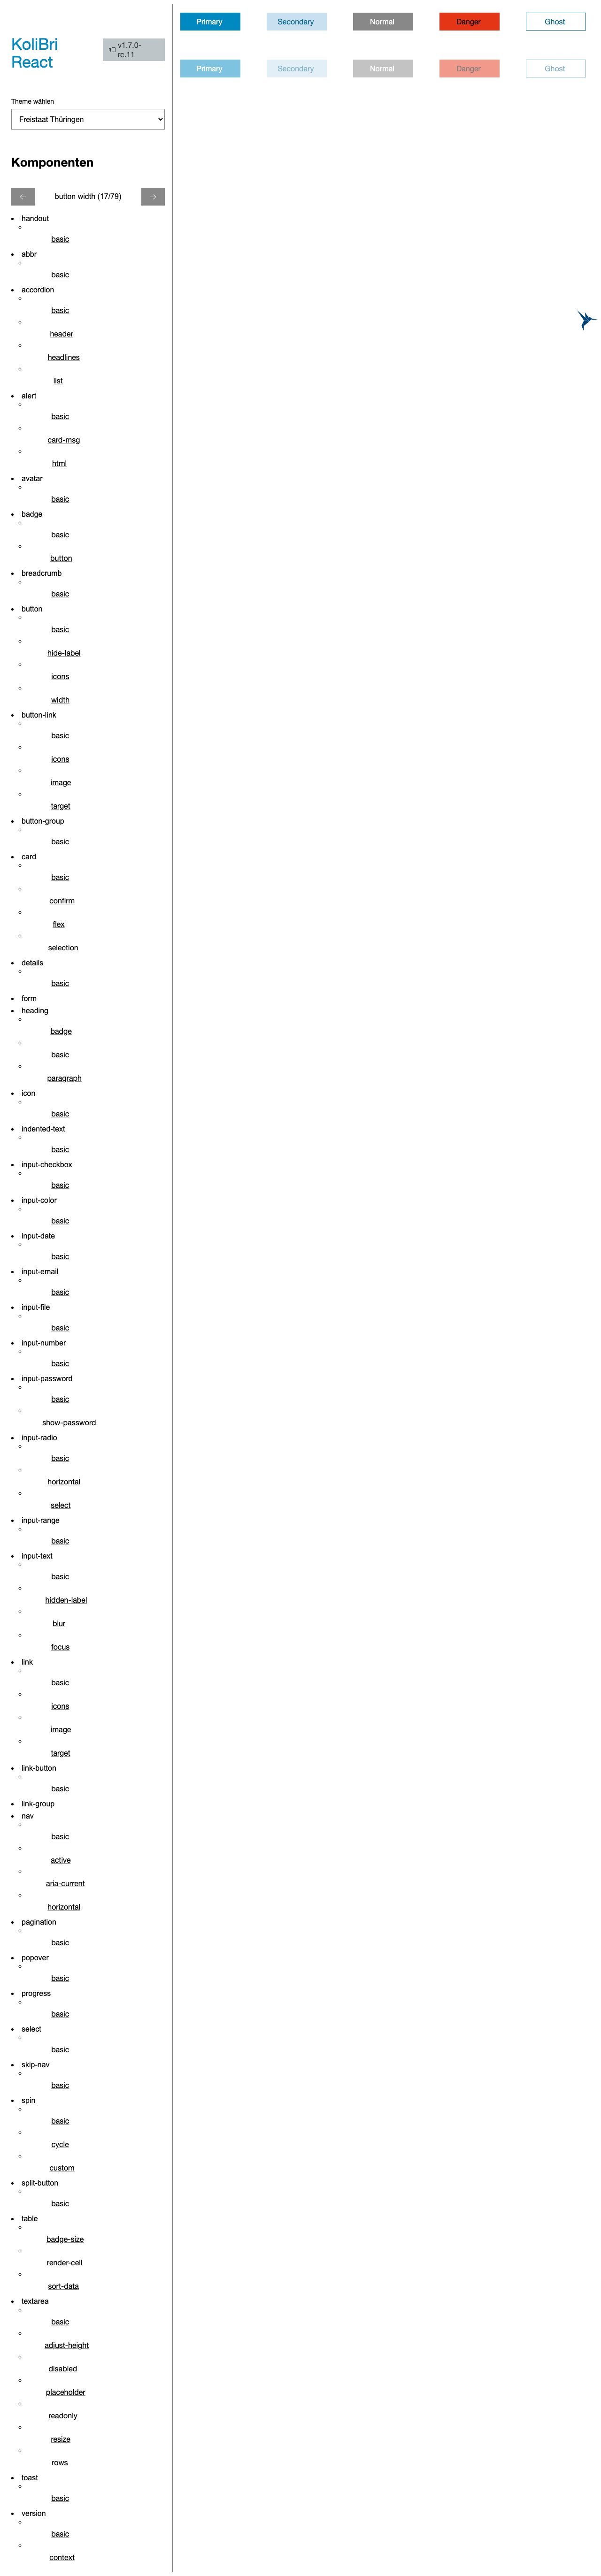 KoliBri
React
v1.7.0-
rc.11
Theme wählen
Freistaat Thüringen
Komponenten
button width (17/79)
handout
basic
abbr
basic
accordion
basic
header
headlines
list
alert
basic
card-msg
html
avatar
basic
badge
basic
button
breadcrumb
basic
button
basic
hide-label
icons
width
button-link
basic
icons
image
target
button-group
basic
card
basic
confirm
flex
selection
details
basic
form
heading
badge
basic
paragraph
icon
basic
indented-text
basic
input-checkbox
basic
input-color
basic
input-date
basic
input-email
basic
input-file
basic
input-number
basic
input-password
basic
show-password
input-radio
basic
horizontal
select
input-range
basic
input-text
basic
hidden-label
blur
focus
link
basic
icons
image
target
link-button
basic
link-group
nav
basic
active
aria-current
horizontal
pagination
basic
popover
basic
progress
basic
select
basic
skip-nav
basic
spin
basic
cycle
custom
split-button
basic
table
badge-size
render-cell
sort-data
textarea
basic
adjust-height
disabled
placeholder
readonly
resize
rows
toast
basic
version
basic
context
Primary Secondary Normal Danger Ghost
Primary Secondary Normal Danger Ghost